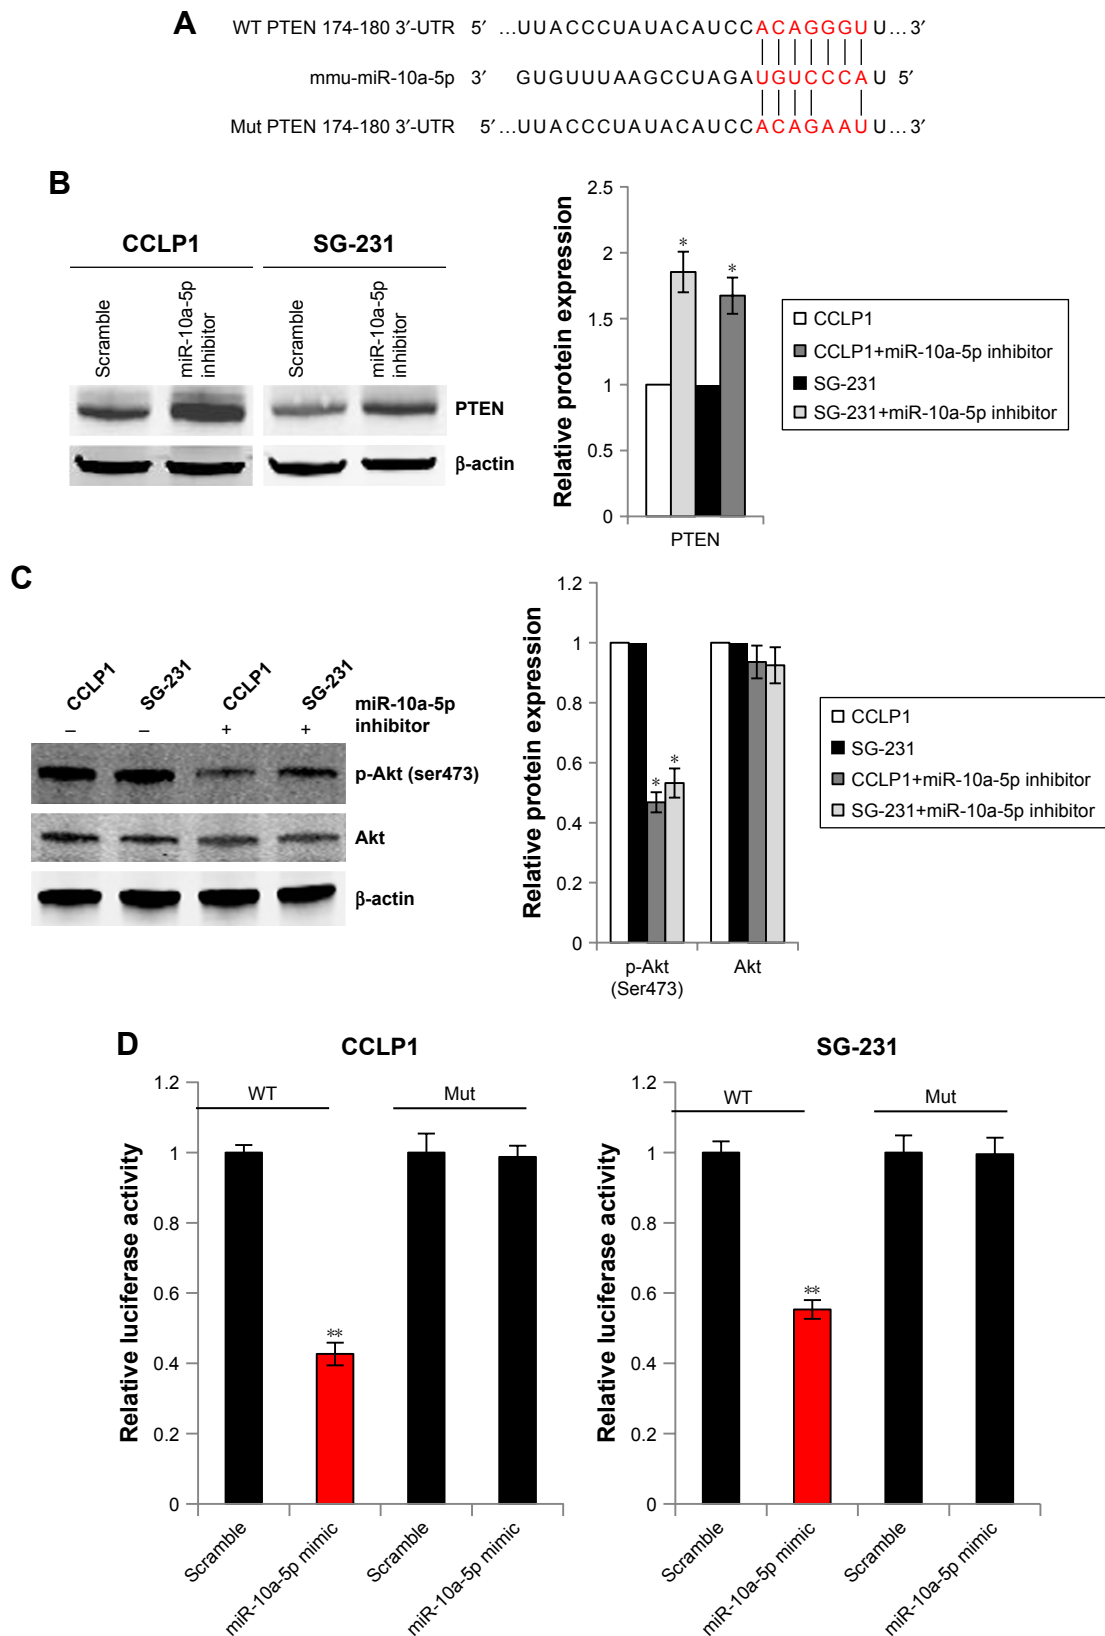 A
WT PTEN 174-180 3′-UTR 5′ ...UUACCCUAUACAUCCACAGGGUU...3′
mmu-miR-10a-5p 3′ GUGUUUAAGCCUAGAUGUCCCAU 5′
Mut PTEN 174-180 3′-UTR 5′...UUACCCUAUACAUCCACAGAAUU...3′
B
CCLP1 SG-231
Scramble
miR-10a-5p
inhibitor
Scramble
miR-10a-5p
inhibitor
PTEN
β-actin
Relative protein expression
2.5
2
1.5
1
0.5
0
* *
PTEN
CCLP1
CCLP1+miR-10a-5p inhibitor
SG-231
SG-231+miR-10a-5p inhibitor
C
CCLP1 SG-231 CCLP1 SG-231
miR-10a-5p
inhibitor
– – + +
p-Akt (ser473)
Akt
β-actin
Relative protein expression
1.2
1
0.8
0.6
0.4
0.2
0
* *
p-Akt
(Ser473)
Akt
CCLP1
SG-231
CCLP1+miR-10a-5p inhibitor
SG-231+miR-10a-5p inhibitor
D
CCLP1
Relative luciferase activity
1.2
1
0.8
0.6
0.4
0.2
0
WT Mut
**
Scramble
miR-10a-5p mimic
Scramble
miR-10a-5p mimic
SG-231
Relative luciferase activity
1.2
1
0.8
0.6
0.4
0.2
0
WT Mut
**
Scramble
miR-10a-5p mimic
Scramble
miR-10a-5p mimic